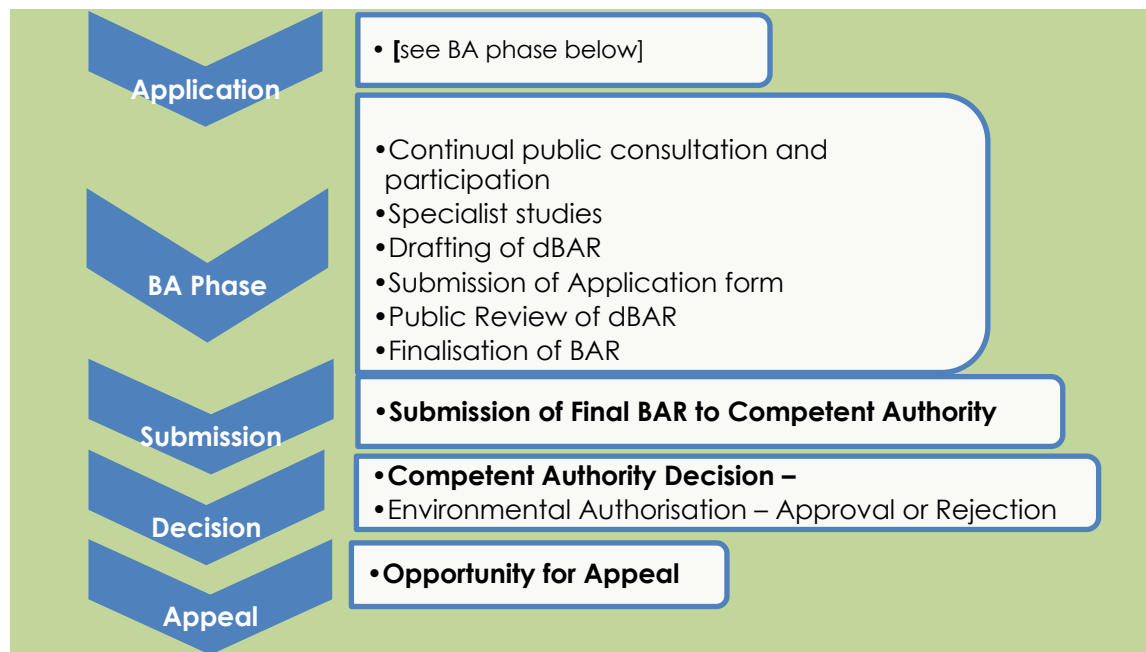 Application
• [see BA phase below]
BA Phase
•Continual public consultation and
participation
•Specialist studies
•Drafting of dBAR
•Submission of Application form
•Public Review of dBAR
•Finalisation of BAR
Submission
•Submission of Final BAR to Competent Authority
Decision
•Competent Authority Decision –
•Environmental Authorisation – Approval or Rejection
Appeal
•Opportunity for Appeal